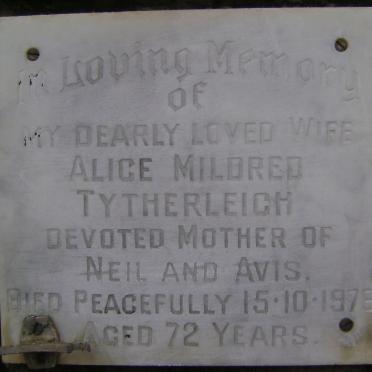 In Loving Memory
of
MY DEARLY LOVED WIFE
ALICE MILDRED
TYTHERLEIGH
DEVOTED MOTHER OF
NEIL AND AVIS.
DIED PEACEFULLY 15·10·1978
AGED 72 YEARS.